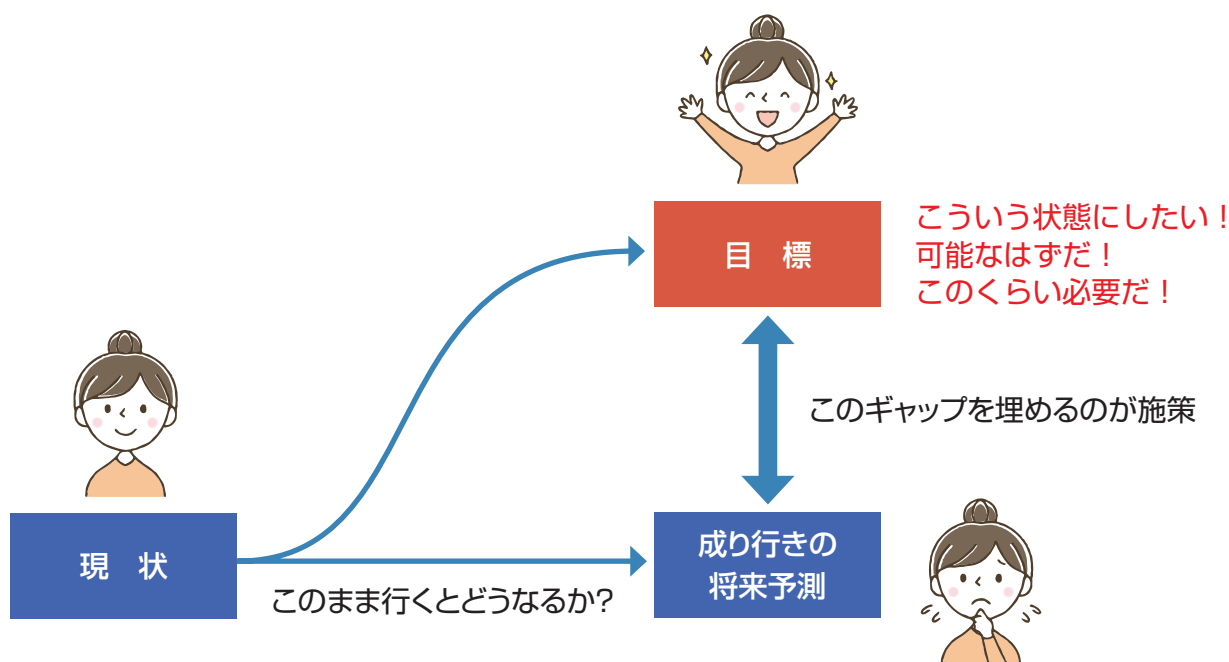 目　標
こういう状態にしたい！
可能なはずだ！
このくらい必要だ！
このギャップを埋めるのが施策
現　状
このまま行くとどうなるか？
成り行きの
将来予測